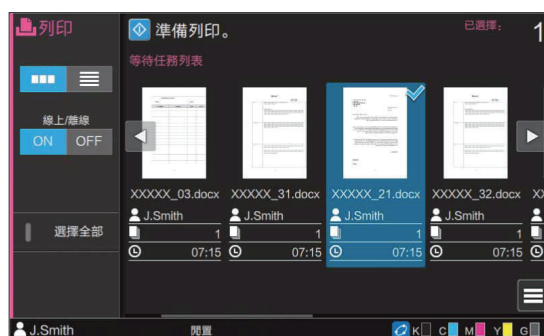 列印
準備列印。
已選擇:
1
等待任務列表
線上/離線
ON OFF
選擇全部
XXXXX_03.docx XXXXX_31.docx XXXXX_21.docx XXXXX_32.docx
J.Smith J.Smith J.Smith J.Smith
1 1 1 1
07:15 07:15 07:15 07:15
J.Smith 閒置 K C M Y G